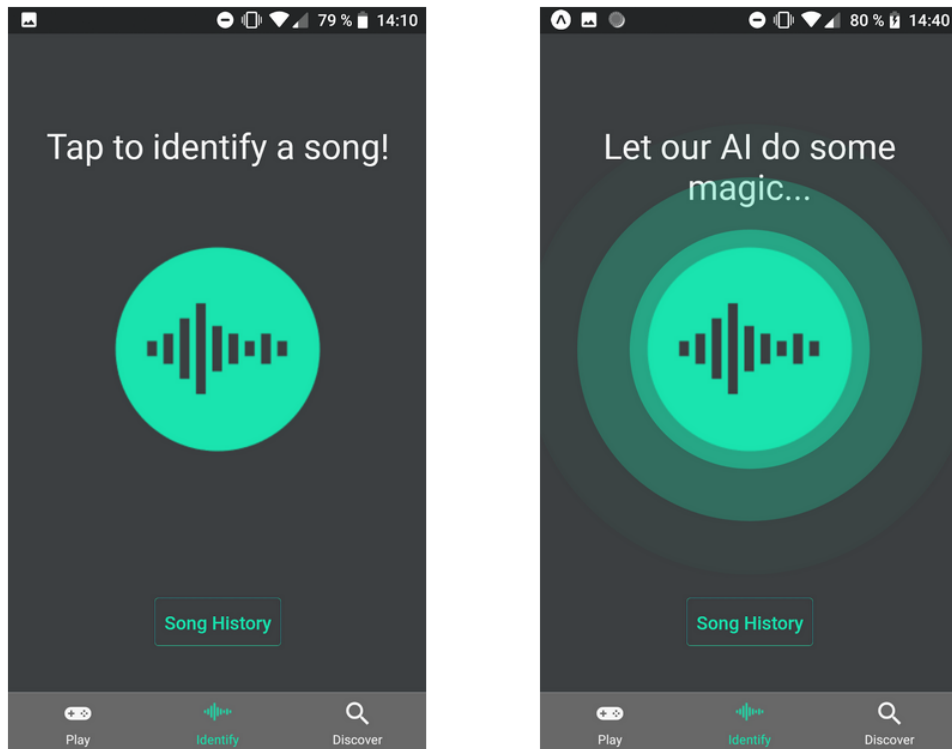 79 % 14:10
Tap to identify a song!
Song History
Play Identify Discover
80 % 14:40
Let our AI do some
magic...
Song History
Play Identify Discover